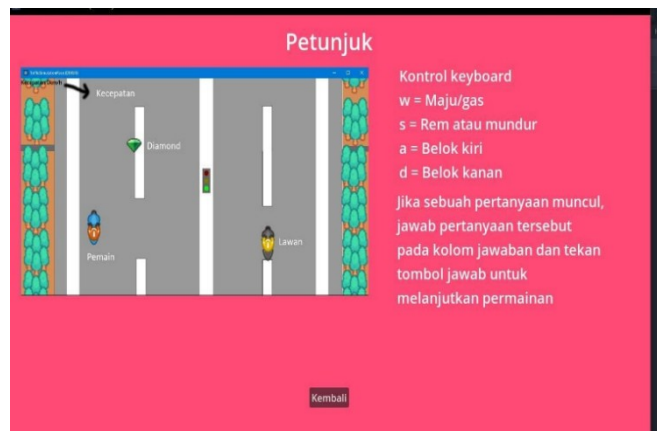 Petunjuk
Kecepatan
Diamond
Pemain
Lawan
Kontrol keyboard
w = Maju/gas
s = Rem atau mundur
a = Belok kiri
d = Belok kanan
Jika sebuah pertanyaan muncul,
jawab pertanyaan tersebut
pada kolom jawaban dan tekan
tombol jawab untuk
melanjutkan permainan
Kembali